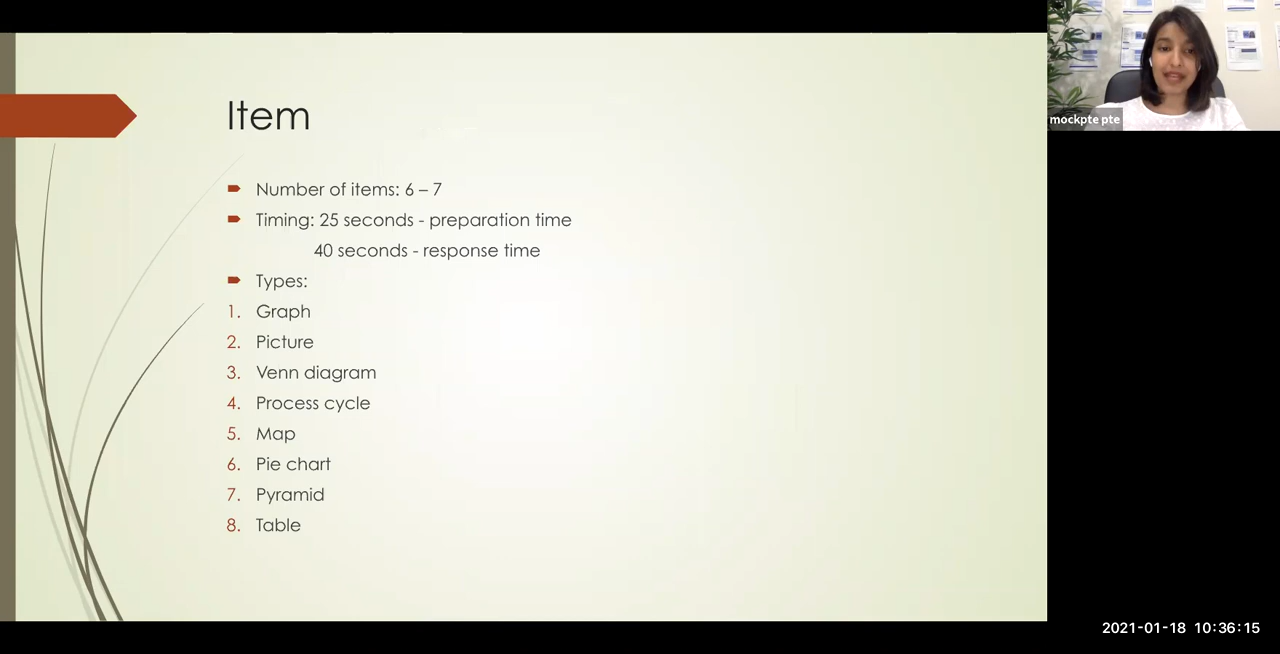 Item
Number of items: 6 – 7
Timing: 25 seconds - preparation time
40 seconds - response time
Types:
1. Graph
2. Picture
3. Venn diagram
4. Process cycle
5. Map
6. Pie chart
7. Pyramid
8. Table
mockpte pte
2021-01-18 10:36:15